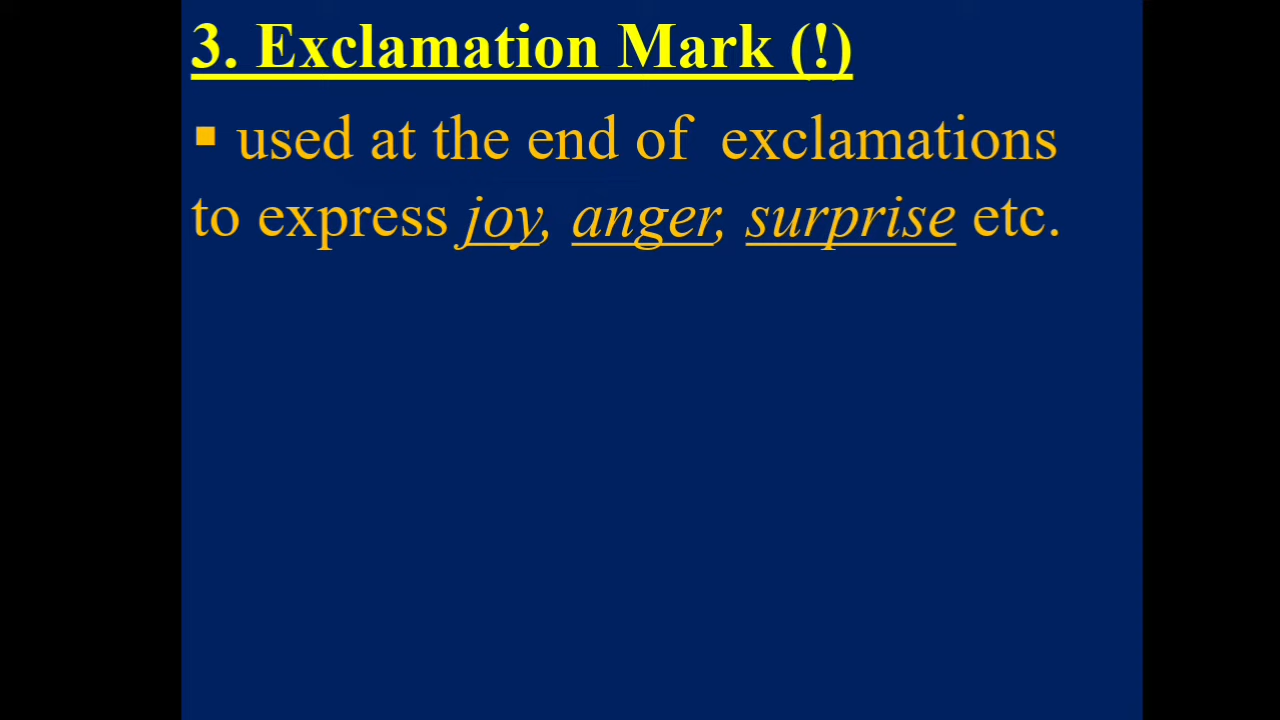 3. Exclamation Mark (!)
▪ used at the end of exclamations
to express joy, anger, surprise etc.